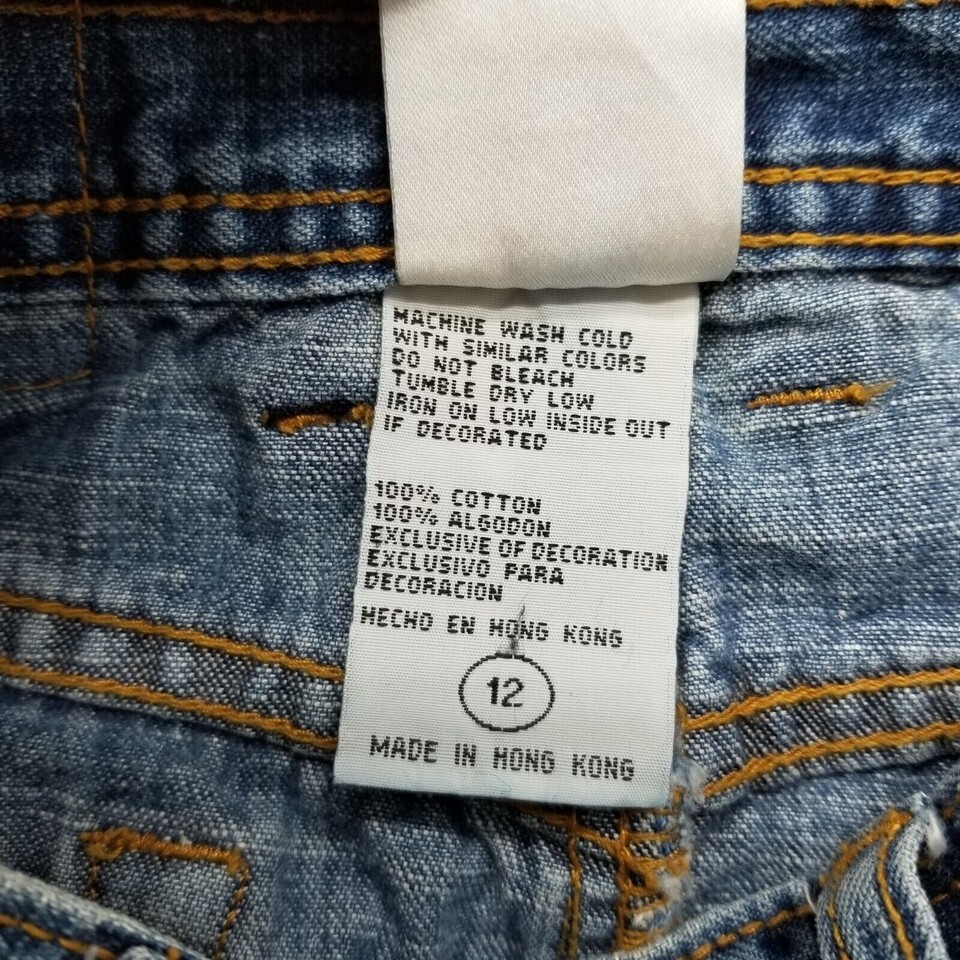 MACHINE WASH COLD
WITH SIMILAR COLORS
DO NOT BLEACH
TUMBLE DRY LOW
IRON ON LOW INSIDE OUT
IF DECORATED
100% COTTON
100% ALGODON
EXCLUSIVE OF DECORATION
EXCLUSIVO PARA
DECORACION
HECHO EN HONG KONG
12
MADE IN HONG KONG